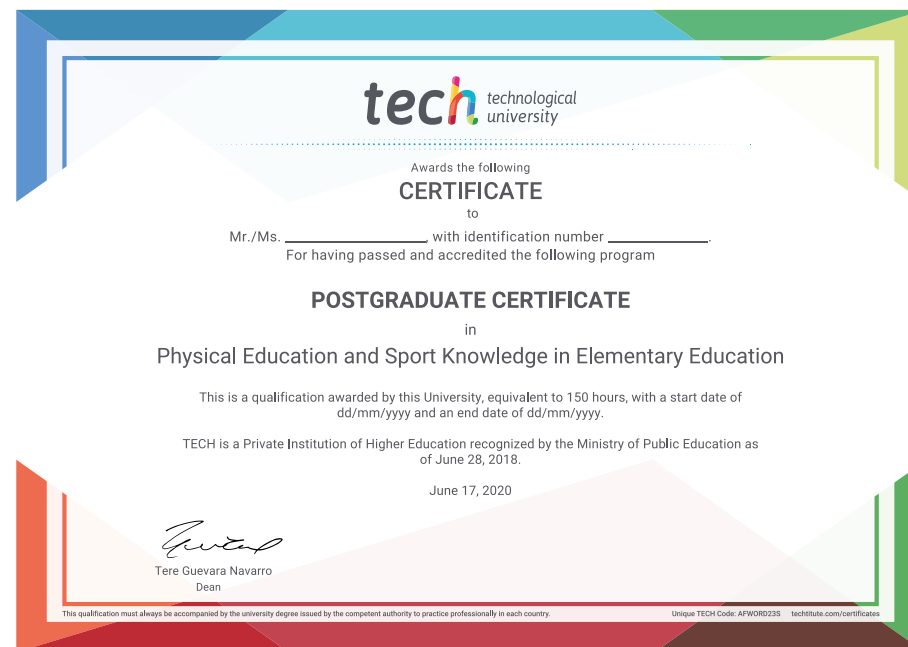 tech technological
university
Awards the following
CERTIFICATE
to
Mr./Ms. ____________, with identification number ____________.
For having passed and accredited the following program
POSTGRADUATE CERTIFICATE
in
Physical Education and Sport Knowledge in Elementary Education
This is a qualification awarded by this University, equivalent to 150 hours, with a start date of
dd/mm/yyyy and an end date of dd/mm/yyyy.
TECH is a Private Institution of Higher Education recognized by the Ministry of Public Education as
of June 28, 2018.
June 17, 2020
Tere Guevara Navarro
Dean
This qualification must always be accompanied by the university degree issued by the competent authority to practice professionally in each country. Unique TECH Code: AFWORD23S techtitute.com/certificates